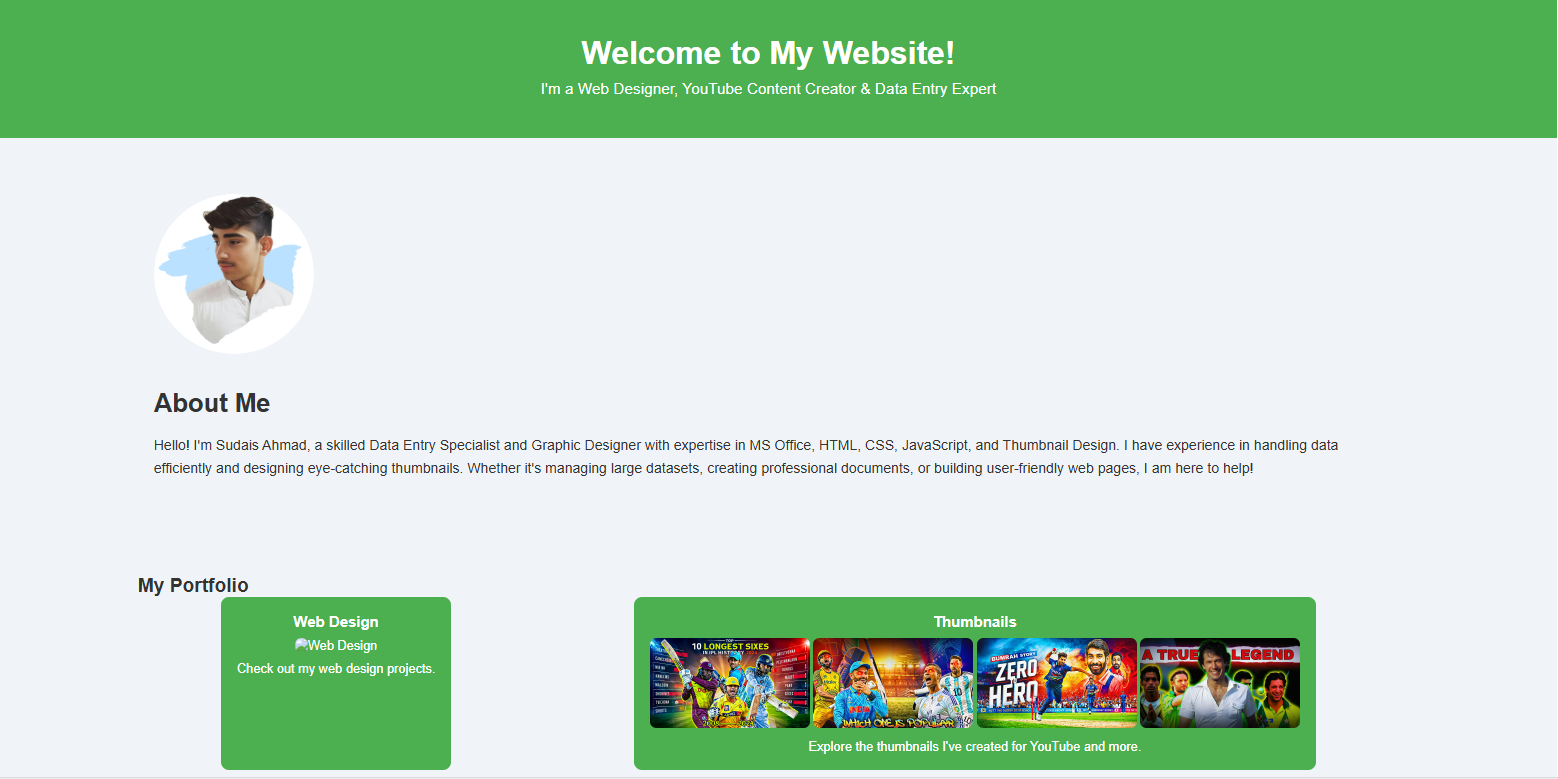 Welcome to My Website!
I'm a Web Designer, YouTube Content Creator & Data Entry Expert
About Me
Hello! I'm Sudais Ahmad, a skilled Data Entry Specialist and Graphic Designer with expertise in MS Office, HTML, CSS, JavaScript, and Thumbnail Design. I have experience in handling data
efficiently and designing eye-catching thumbnails. Whether it's managing large datasets, creating professional documents, or building user-friendly web pages, I am here to help!
My Portfolio
Web Design
Web Design
Check out my web design projects.
Thumbnails
10 LONGEST SIXES
IN IPL HISTORY
WHICH ONE IS POPULAR
BUMRAH STORY
ZERO
HERO
A TRUE LEGEND
Explore the thumbnails I've created for YouTube and more.